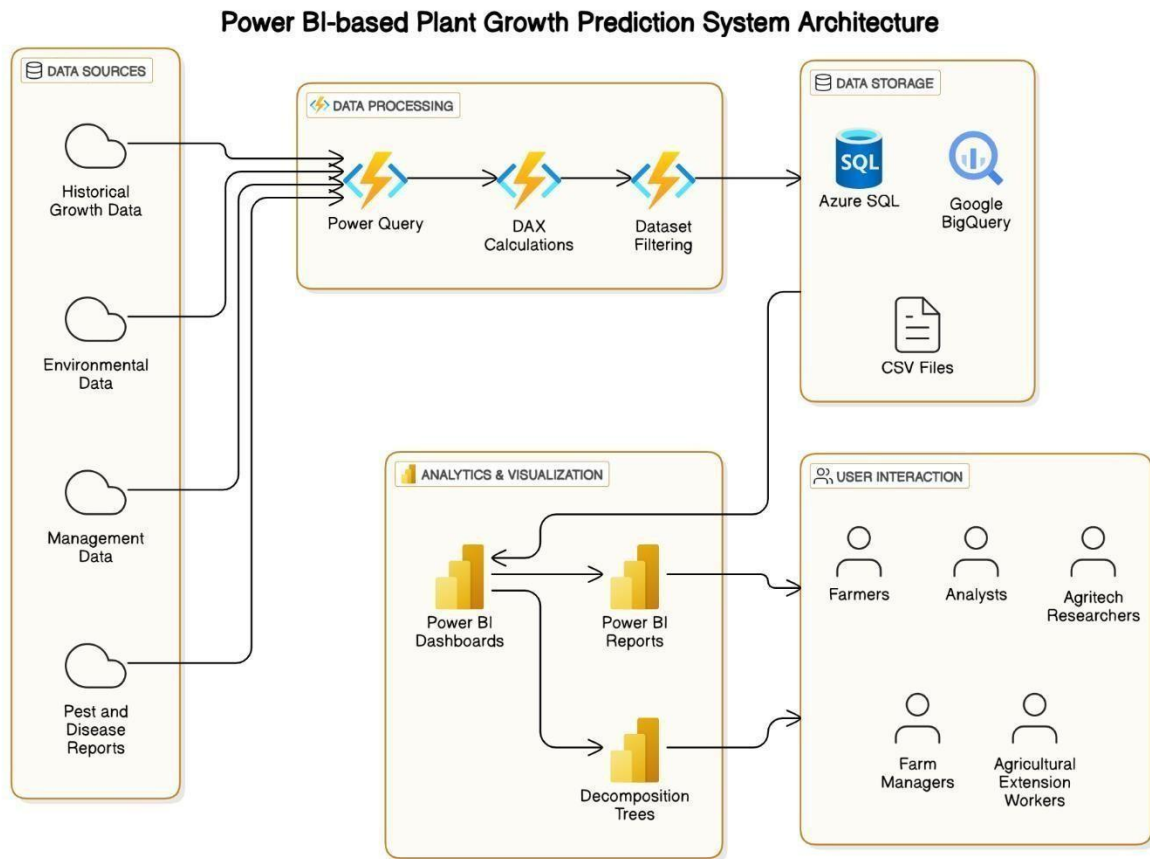 Power BI-based Plant Growth Prediction System Architecture
DATA SOURCES
Historical
Growth Data
Environmental
Data
Management
Data
Pest and
Disease
Reports
DATA PROCESSING
Power Query
DAX
Calculations
Dataset
Filtering
DATA STORAGE
SQL
Azure SQL
Google
BigQuery
CSV Files
ANALYTICS & VISUALIZATION
Power BI
Dashboards
Power BI
Reports
Decomposition
Trees
USER INTERACTION
Farmers
Analysts
Agritech
Researchers
Farm
Managers
Agricultural
Extension
Workers